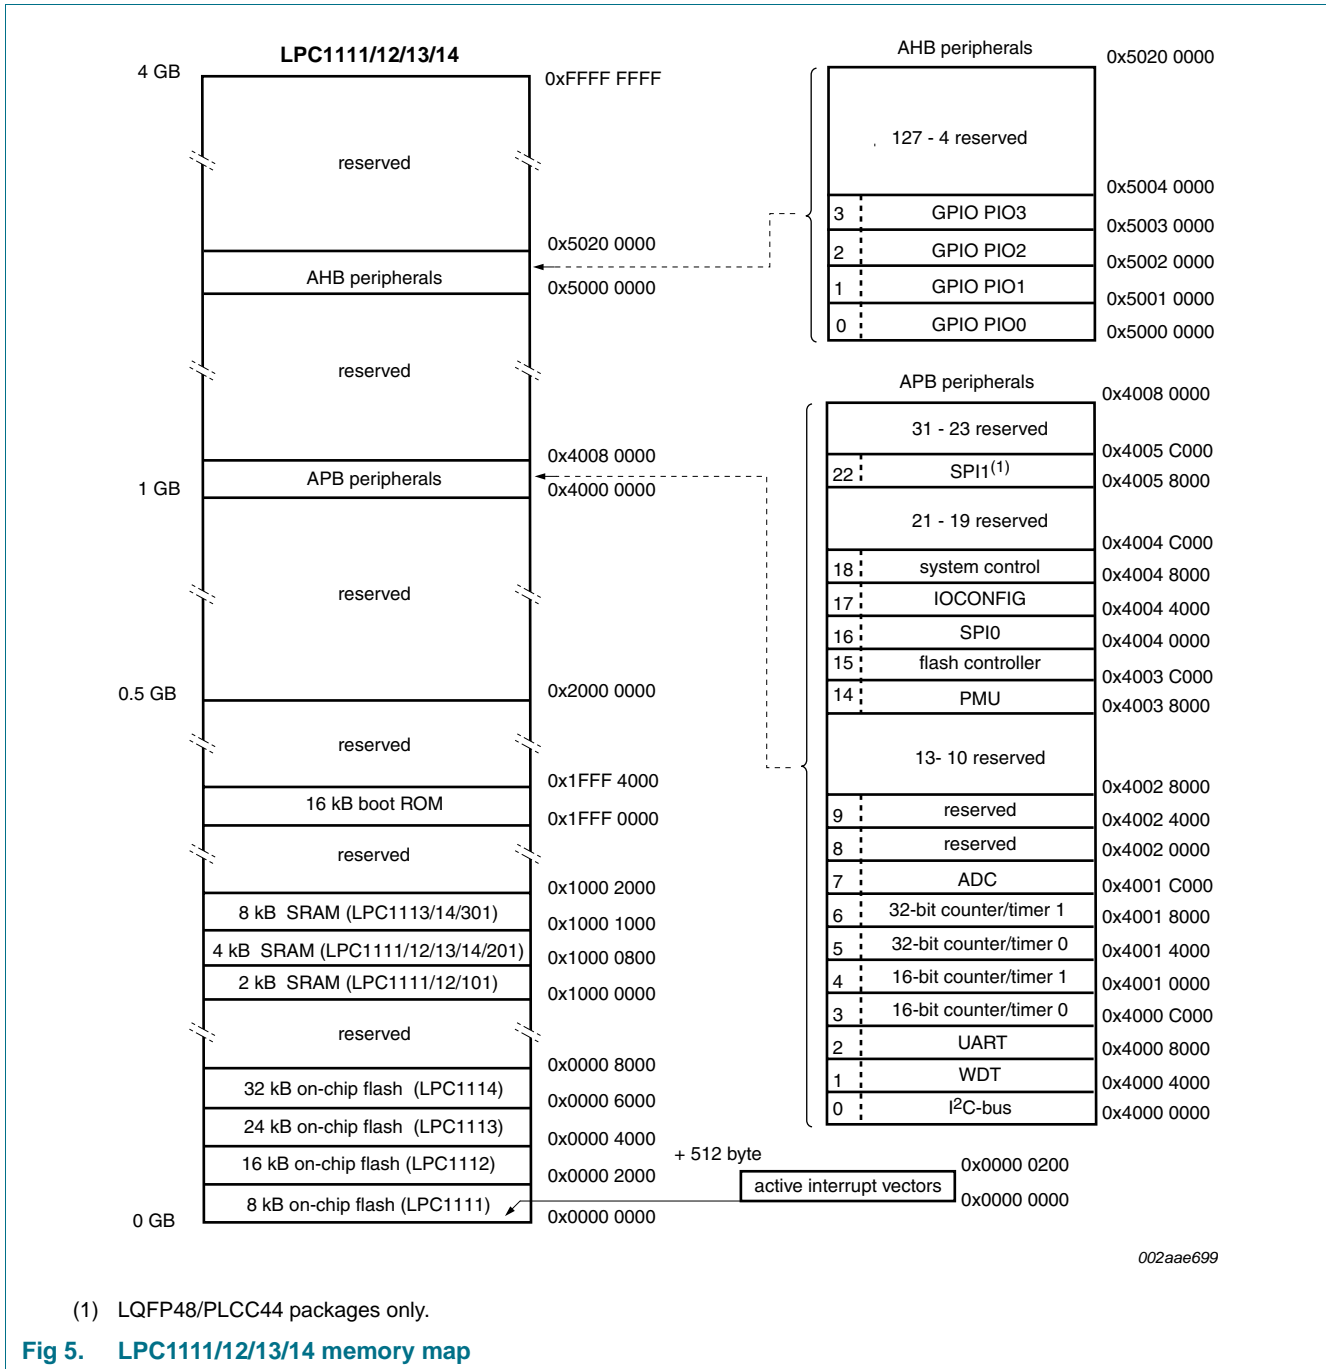 LPC1111/12/13/14
4 GB
0xFFFF FFFF
reserved
0x5020 0000
AHB peripherals
0x5000 0000
reserved
0x4008 0000
APB peripherals
1 GB
0x4000 0000
reserved
0.5 GB
0x2000 0000
reserved
0x1FFF 4000
16 kB boot ROM
0x1FFF 0000
reserved
0x1000 2000
8 kB SRAM (LPC1113/14/301)
0x1000 1000
4 kB SRAM (LPC1111/12/13/14/201)
0x1000 0800
2 kB SRAM (LPC1111/12/101)
0x1000 0000
reserved
0x0000 8000
32 kB on-chip flash (LPC1114)
0x0000 6000
24 kB on-chip flash (LPC1113)
0x0000 4000
16 kB on-chip flash (LPC1112)
0x0000 2000
8 kB on-chip flash (LPC1111)
0 GB
0x0000 0000
AHB peripherals
0x5020 0000
127 - 4 reserved
0x5004 0000
3 GPIO PIO3
0x5003 0000
2 GPIO PIO2
0x5002 0000
1 GPIO PIO1
0x5001 0000
0 GPIO PIO0
0x5000 0000
APB peripherals
0x4008 0000
31 - 23 reserved
0x4005 C000
22 SPI1(1)
0x4005 8000
21 - 19 reserved
0x4004 C000
18 system control
0x4004 8000
17 IOCONFIG
0x4004 4000
16 SPI0
0x4004 0000
15 flash controller
0x4003 C000
14 PMU
0x4003 8000
13- 10 reserved
0x4002 8000
9 reserved
0x4002 4000
8 reserved
0x4002 0000
7 ADC
0x4001 C000
6 32-bit counter/timer 1
0x4001 8000
5 32-bit counter/timer 0
0x4001 4000
4 16-bit counter/timer 1
0x4001 0000
3 16-bit counter/timer 0
0x4000 C000
2 UART
0x4000 8000
1 WDT
0x4000 4000
0 I2C-bus
0x4000 0000
+ 512 byte
0x0000 0200
active interrupt vectors
0x0000 0000
002aae699
(1) LQFP48/PLCC44 packages only.
Fig 5. LPC1111/12/13/14 memory map